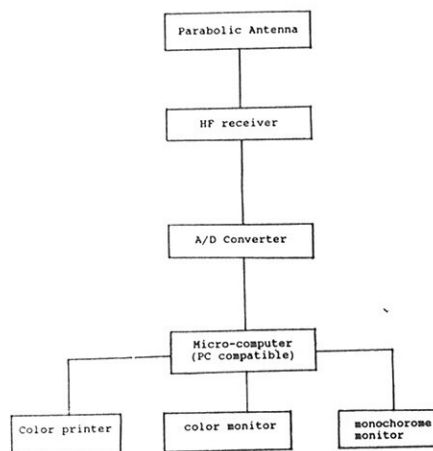 Parabolic Antenna
HF receiver
A/D Converter
Micro-computer
(PC compatible)
Color printer
color monitor
monochorome
monitor